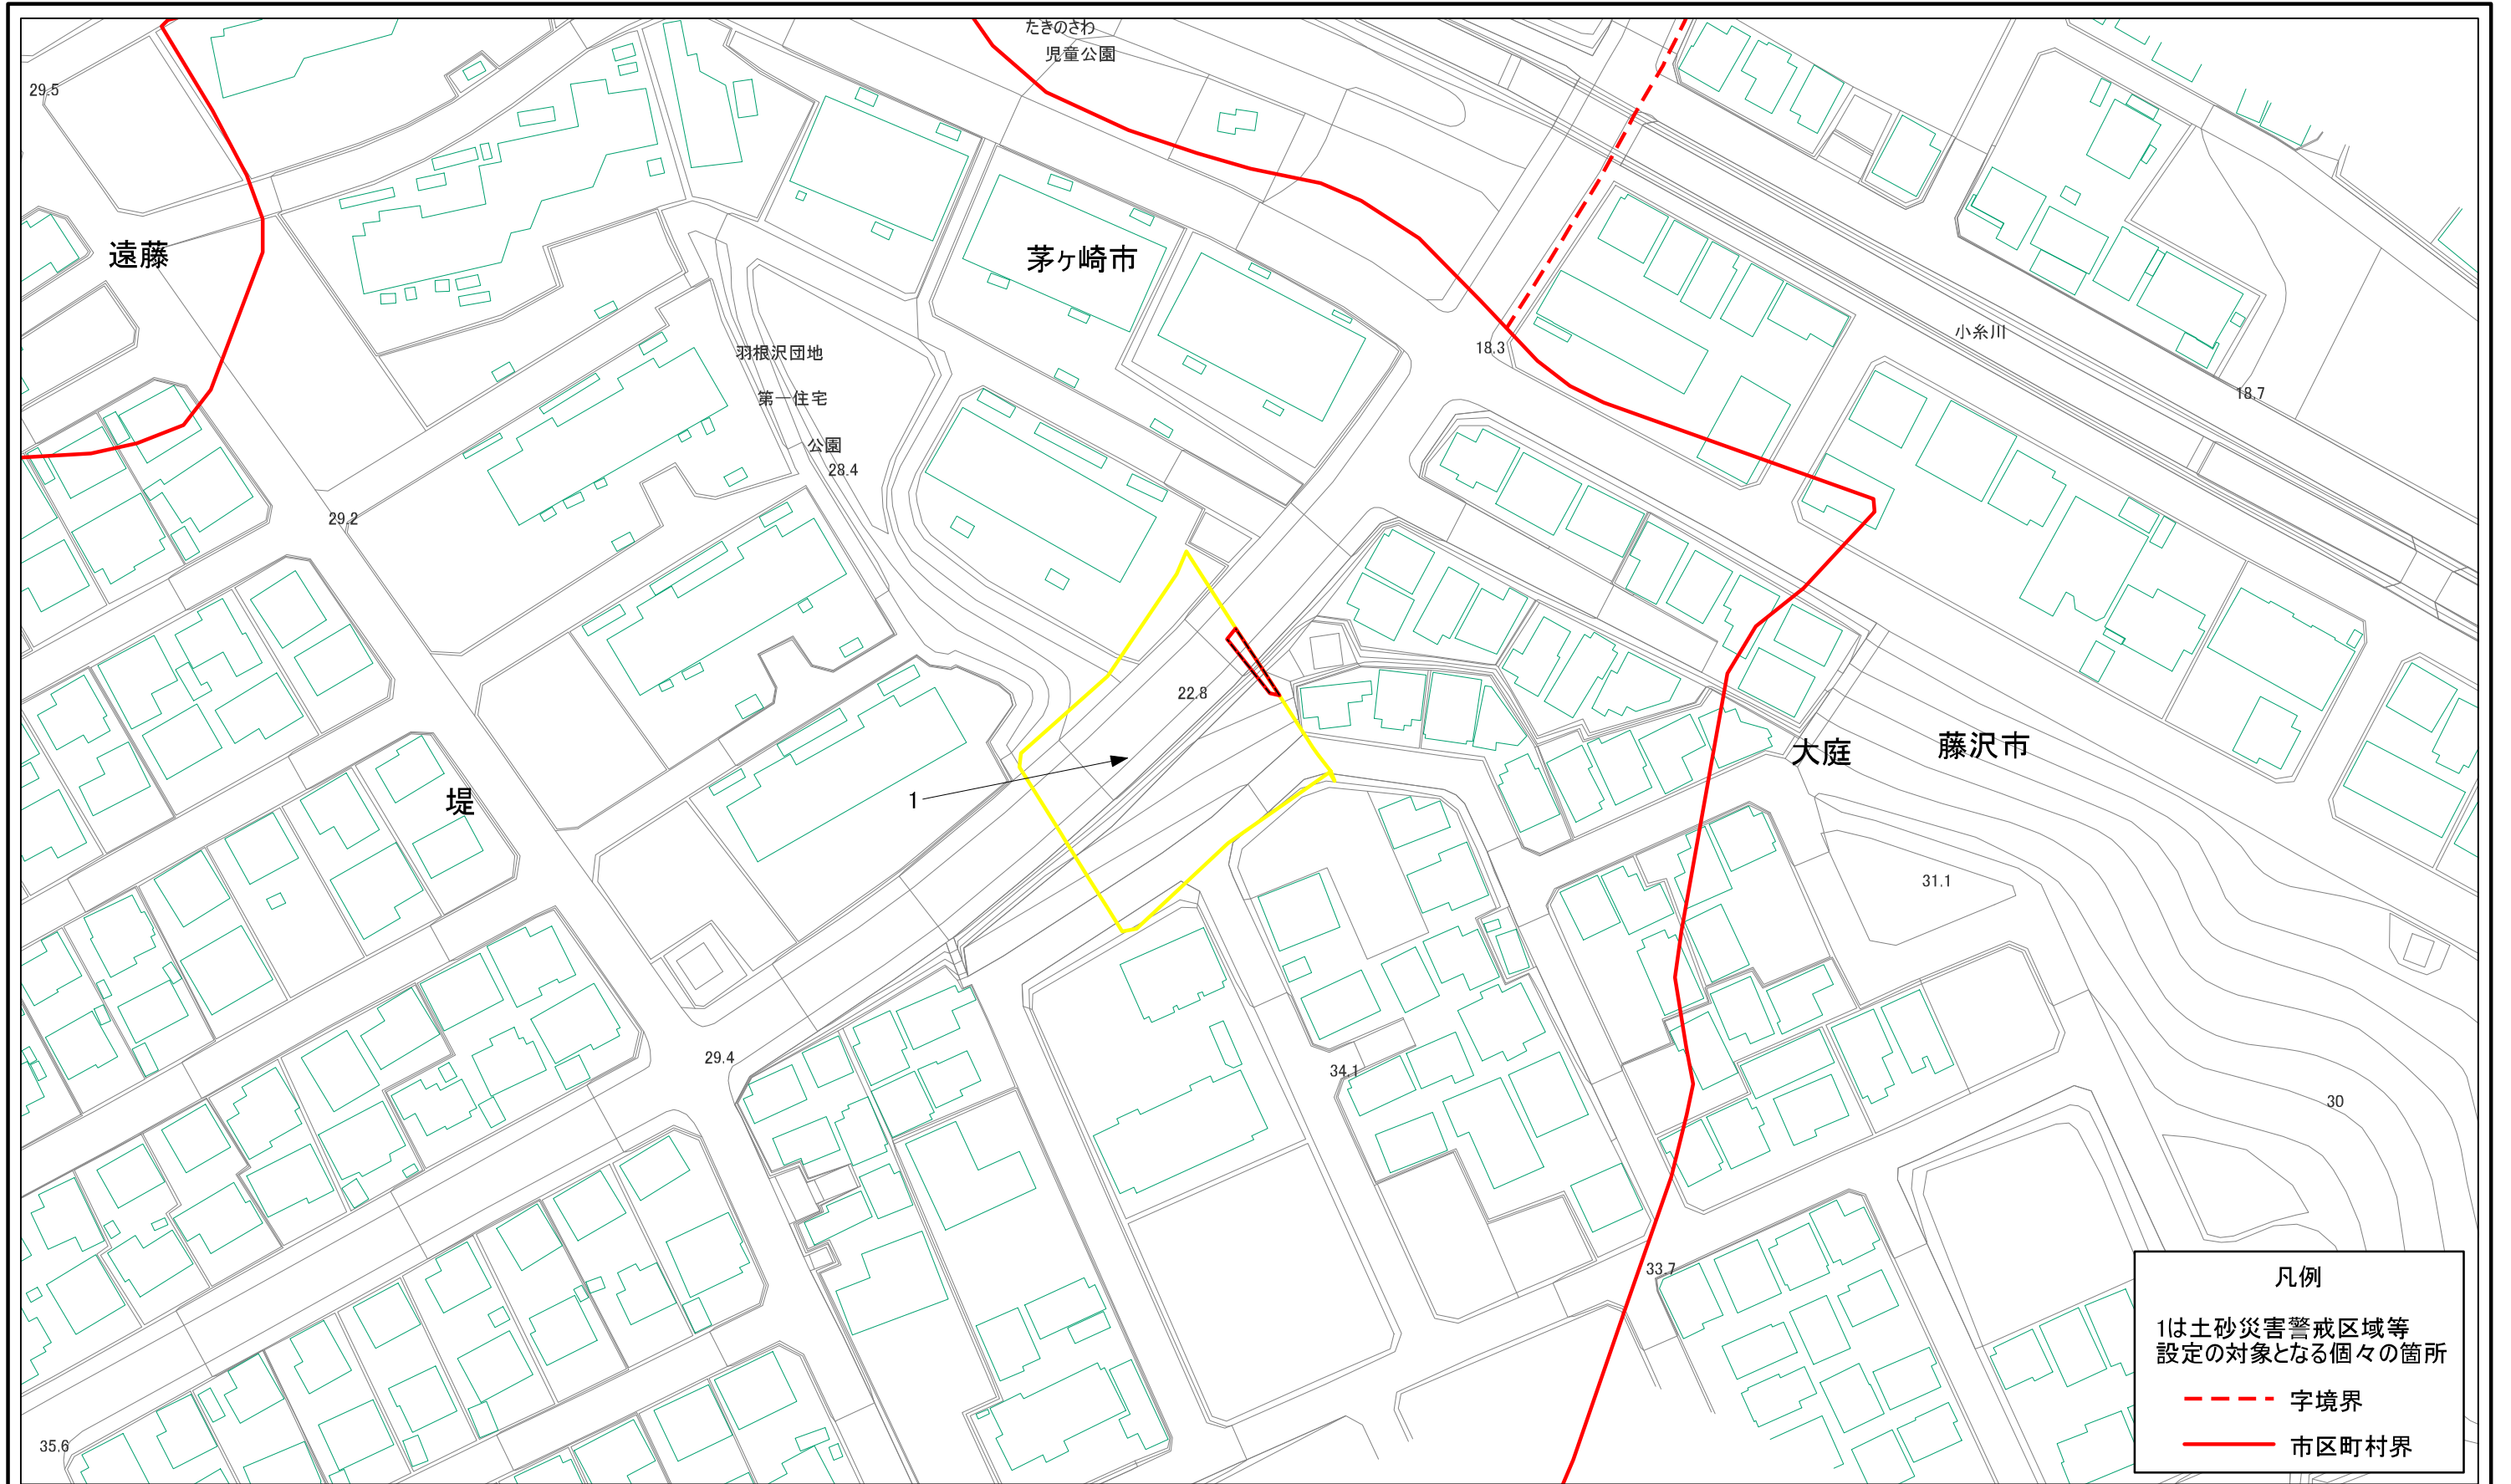 たきのさわ
児童公園
29.5
遠藤
茅ヶ崎市
小糸川
18.3
羽根沢団地
第一住宅
公園
18.7
28.4
29.2
22.8
藤沢市
大庭
堤
1
31.1
29.4
34.1
30
33.7
35.6
凡例
1は土砂災害警戒区域等
設定の対象となる個々の箇所
字境界
市区町村界